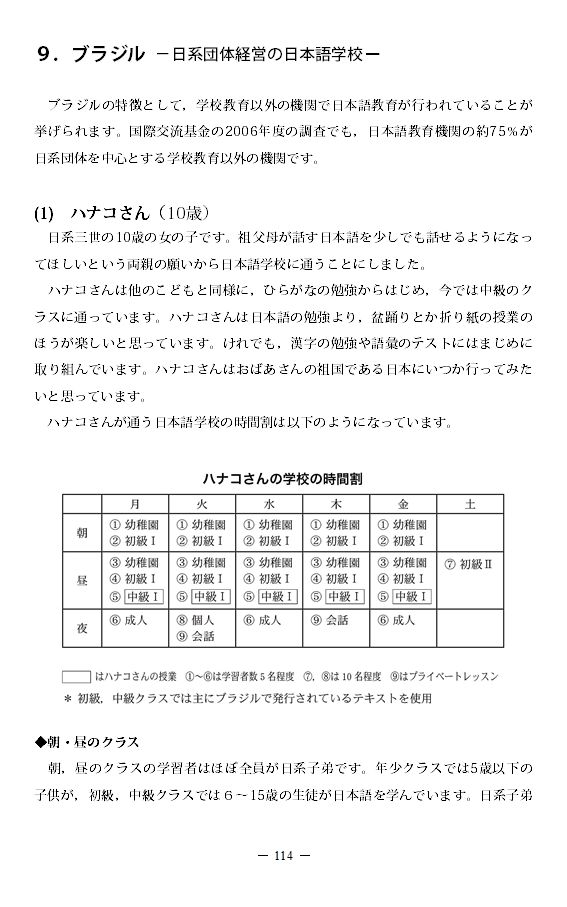 ９．ブラジル －日系団体経営の日本語学校－
ブラジルの特徴として，学校教育以外の機関で日本語教育が行われていることが
挙げられます。国際交流基金の2006年度の調査でも，日本語教育機関の約75%が
日系団体を中心とする学校教育以外の機関です。
(1)　ハナコさん（10歳）
日系三世の10歳の女の子です。祖父母が話す日本語を少しでも話せるようになっ
てほしいという両親の願いから日本語学校に通うことにしました。
ハナコさんは他のこどもと同様に，ひらがなの勉強からはじめ，今では中級のク
ラスに通っています。ハナコさんは日本語の勉強より，盆踊りとか折り紙の授業の
ほうが楽しいと思っています。けれでも，漢字の勉強や語彙のテストにはまじめに
取り組んでいます。ハナコさんはおばあさんの祖国である日本にいつか行ってみた
いと思っています。
ハナコさんが通う日本語学校の時間割は以下のようになっています。
ハナコさんの学校の時間割
月 火 水 木 金 土
朝 ① 幼稚園 ① 幼稚園 ① 幼稚園 ① 幼稚園 ① 幼稚園
② 初級Ⅰ ② 初級Ⅰ ② 初級Ⅰ ② 初級Ⅰ ② 初級Ⅰ
昼 ③ 幼稚園 ③ 幼稚園 ③ 幼稚園 ③ 幼稚園 ③ 幼稚園 ⑦ 初級Ⅱ
④ 初級Ⅰ ④ 初級Ⅰ ④ 初級Ⅰ ④ 初級Ⅰ ④ 初級Ⅰ
⑤ 中級Ⅰ ⑤ 中級Ⅰ ⑤ 中級Ⅰ ⑤ 中級Ⅰ ⑤ 中級Ⅰ
夜 ⑥ 成人 ⑧ 個人 ⑥ 成人 ⑨ 会話 ⑥ 成人
⑨ 会話
はハナコさんの授業　①～⑥は学習者数5名程度　⑦，⑧は10名程度　⑨はプライベートレッスン
＊ 初級，中級クラスでは主にブラジルで発行されているテキストを使用
◆朝・昼のクラス
朝，昼のクラスの学習者はほぼ全員が日系子弟です。年少クラスでは5歳以下の
子供が，初級，中級クラスでは６～15歳の生徒が日本語を学んでいます。日系子弟
― 114 ―